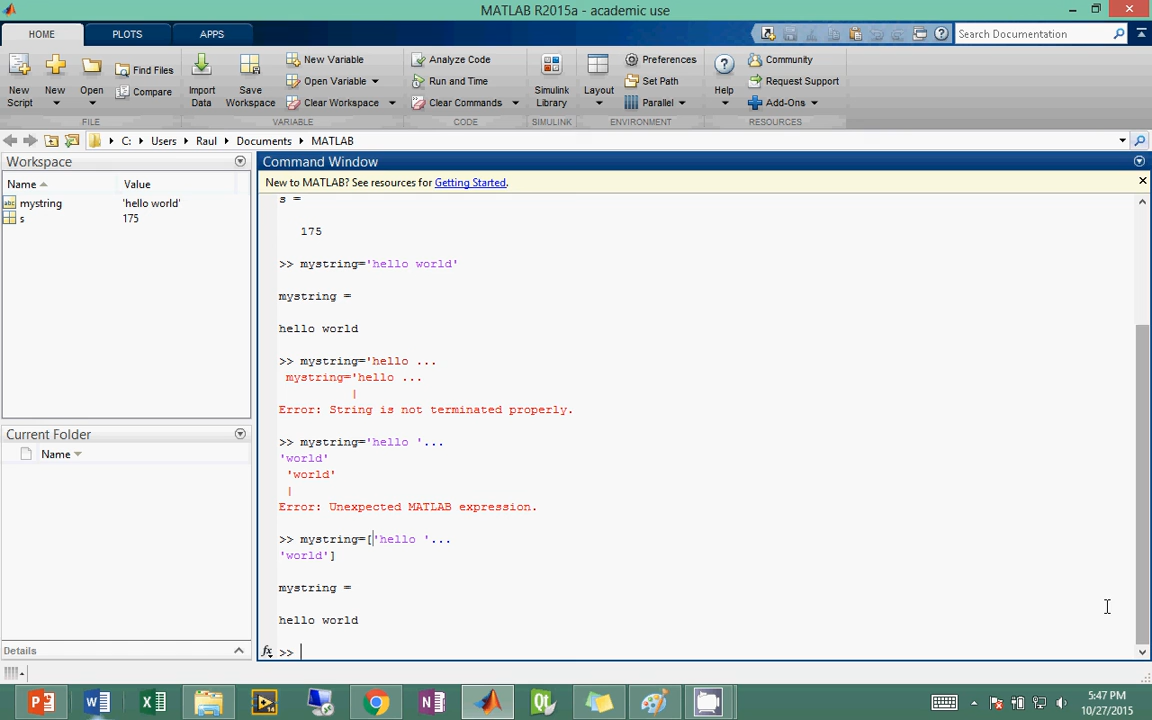 MATLAB R2015a - academic use
HOME
PLOTS
APPS
Search Documentation
New Script
New
Open
Find Files
Compare
Import Data
Save Workspace
New Variable
Open Variable
Clear Workspace
Analyze Code
Run and Time
Clear Commands
Simulink Library
Layout
Preferences
Set Path
Parallel
Help
Community
Request Support
Add-Ons
FILE
VARIABLE
CODE
SIMULINK
ENVIRONMENT
RESOURCES
C: Users Raul Documents MATLAB
Workspace
Name Value
mystring 'hello world'
s 175
Current Folder
Name
Details
Command Window
New to MATLAB? See resources for Getting Started.
s =
175
>> mystring='hello world'
mystring =
hello world
>> mystring='hello ...
mystring='hello ...
|
Error: String is not terminated properly.
>> mystring='hello '...
'world'
'world'
|
Error: Unexpected MATLAB expression.
>> mystring=['hello '...
'world']
mystring =
hello world
fx >>
5:47 PM
10/27/2015